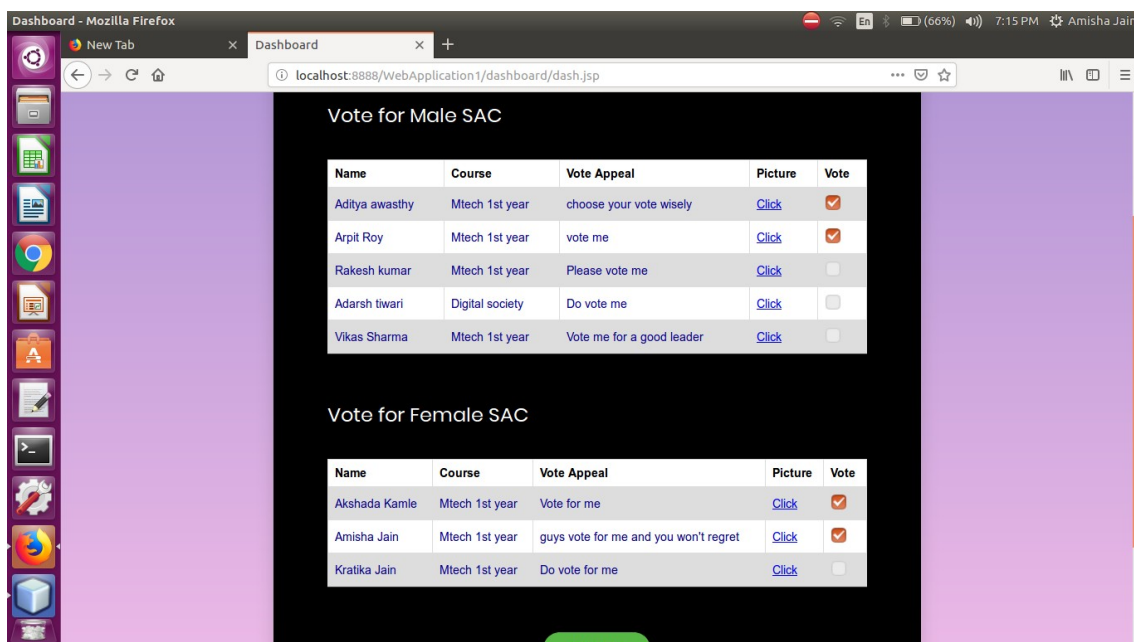 Dashboard - Mozilla Firefox
En (66%) 7:15 PM Amisha Jain
New Tab Dashboard
localhost:8888/WebApplication1/dashboard/dash.jsp
Vote for Male SAC
Name Course Vote Appeal Picture Vote
Aditya awasthy Mtech 1st year choose your vote wisely Click
Arpit Roy Mtech 1st year vote me Click
Rakesh kumar Mtech 1st year Please vote me Click
Adarsh tiwari Digital society Do vote me Click
Vikas Sharma Mtech 1st year Vote me for a good leader Click
Vote for Female SAC
Name Course Vote Appeal Picture Vote
Akshada Kamle Mtech 1st year Vote for me Click
Amisha Jain Mtech 1st year guys vote for me and you won't regret Click
Kratika Jain Mtech 1st year Do vote for me Click